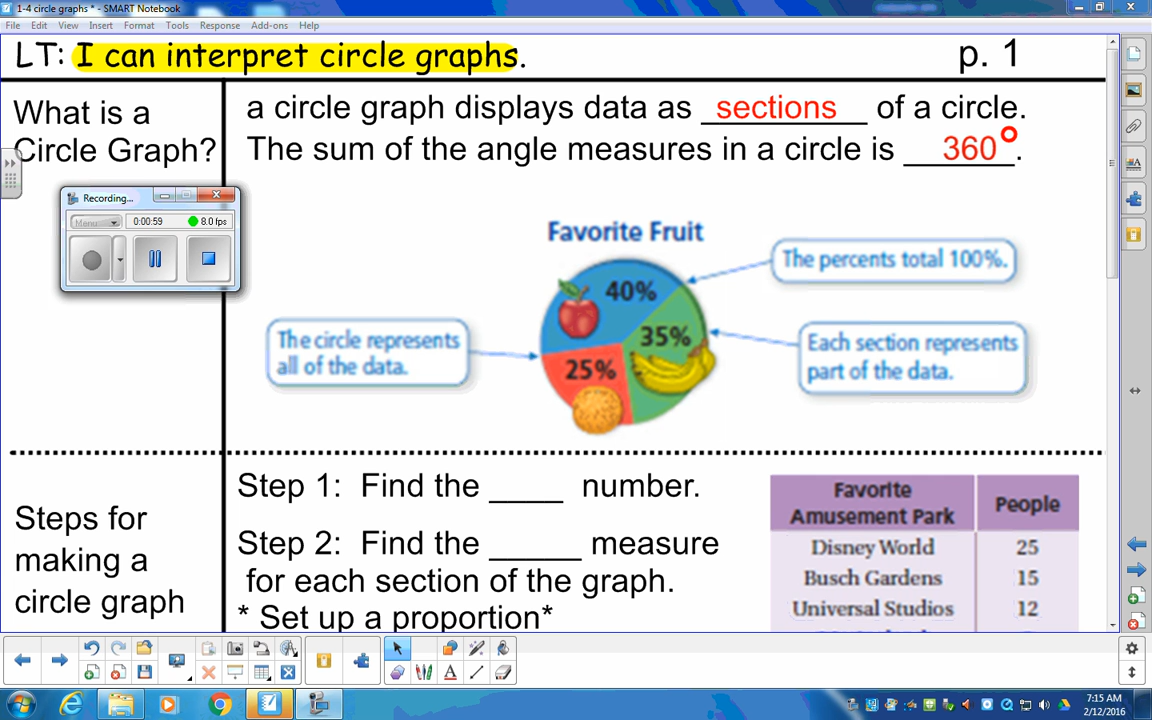 1-4 circle graphs * - SMART Notebook
File Edit View Insert Format Tools Response Add-ons Help
LT: I can interpret circle graphs. p. 1
What is a
Circle Graph?
a circle graph displays data as sections of a circle.
The sum of the angle measures in a circle is 360°.
Recording...
Menu 0:00:59 8.0 fps
Favorite Fruit
The percents total 100%.
40%
35%
25%
The circle represents
all of the data.
Each section represents
part of the data.
Steps for
making a
circle graph
Step 1: Find the ____ number.
Step 2: Find the _____ measure
for each section of the graph.
* Set up a proportion*
Favorite
Amusement Park People
Disney World 25
Busch Gardens 15
Universal Studios 12
7:15 AM
2/12/2016